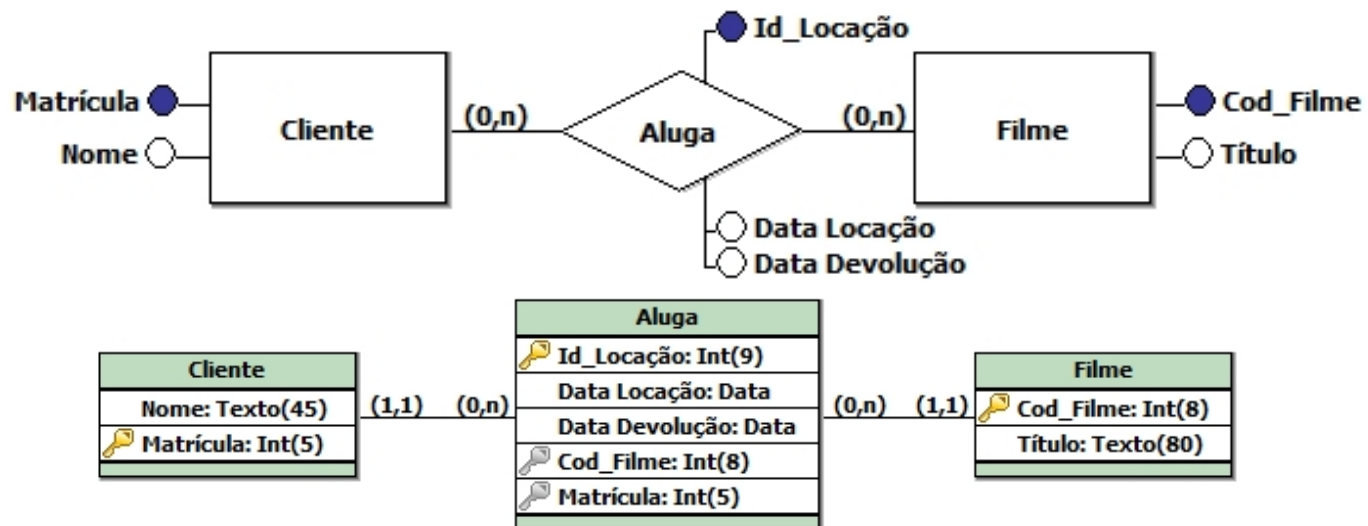 Id_Locação
Matrícula
Nome
Cliente
(0,n)
Aluga
(0,n)
Filme
Cod_Filme
Título
Data Locação
Data Devolução
Cliente
Nome: Texto(45)
Matrícula: Int(5)
(1,1)
(0,n)
Aluga
Id_Locação: Int(9)
Data Locação: Data
Data Devolução: Data
Cod_Filme: Int(8)
Matrícula: Int(5)
(0,n)
(1,1)
Filme
Cod_Filme: Int(8)
Título: Texto(80)